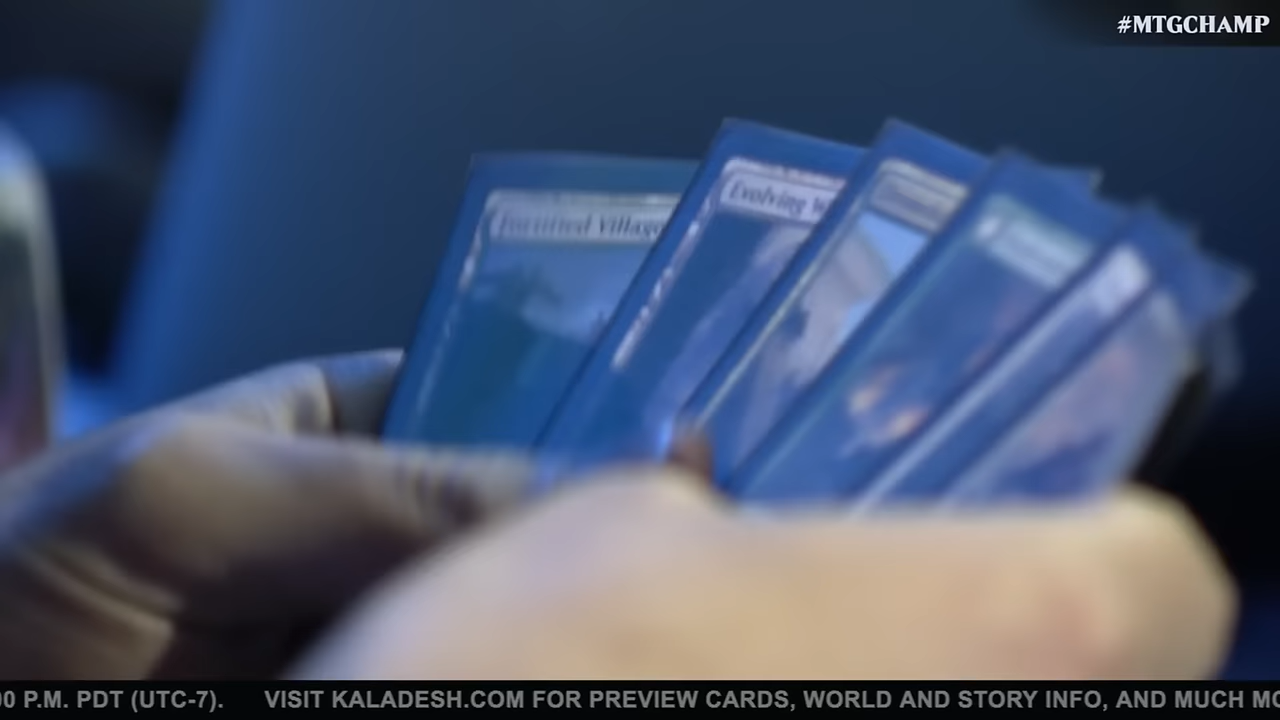 #MTGCHAMP
Fortified Village
Evolving W
00 P.M. PDT (UTC-7). VISIT KALADESH.COM FOR PREVIEW CARDS, WORLD AND STORY INFO, AND MUCH MO